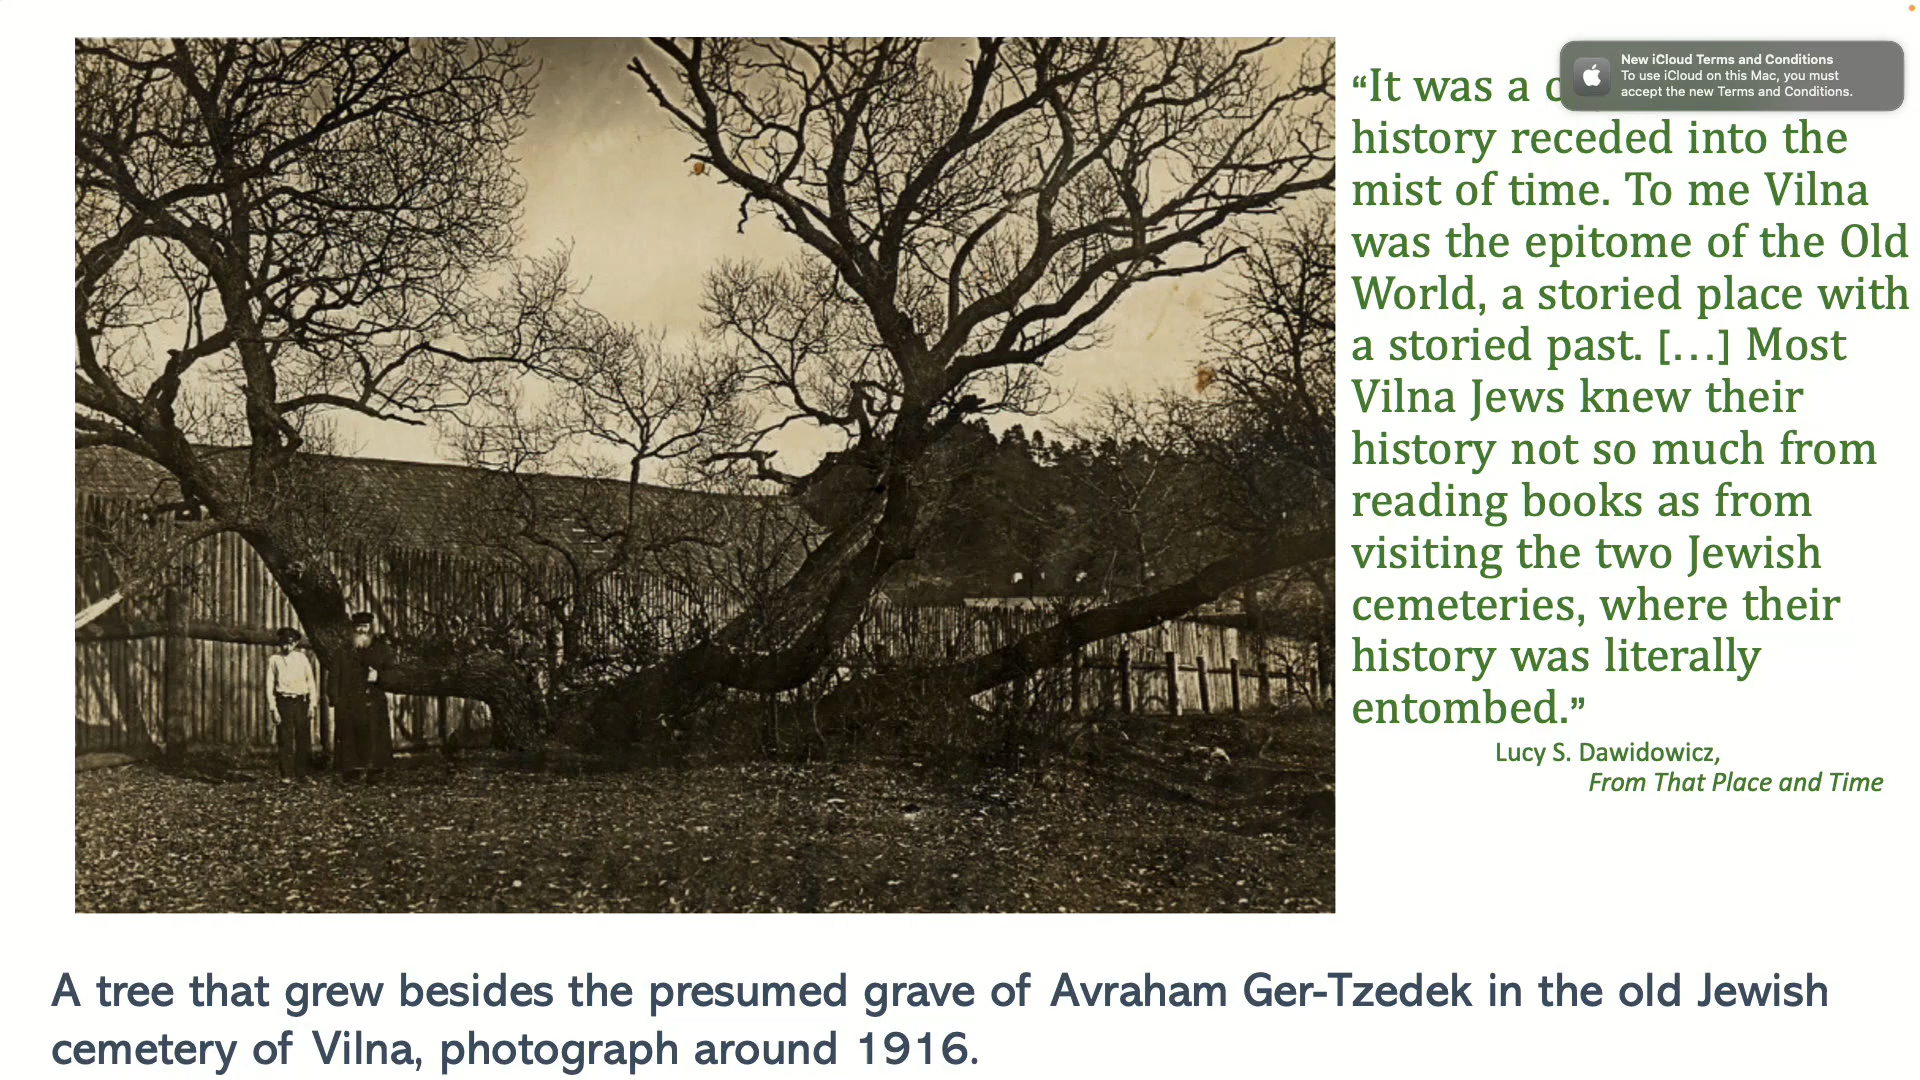 “It was a
history receded into the
mist of time. To me Vilna
was the epitome of the Old
World, a storied place with
a storied past. […] Most
Vilna Jews knew their
history not so much from
reading books as from
visiting the two Jewish
cemeteries, where their
history was literally
entombed.”
Lucy S. Dawidowicz,
From That Place and Time
New iCloud Terms and Conditions
To use iCloud on this Mac, you must
accept the new Terms and Conditions.
A tree that grew besides the presumed grave of Avraham Ger-Tzedek in the old Jewish
cemetery of Vilna, photograph around 1916.